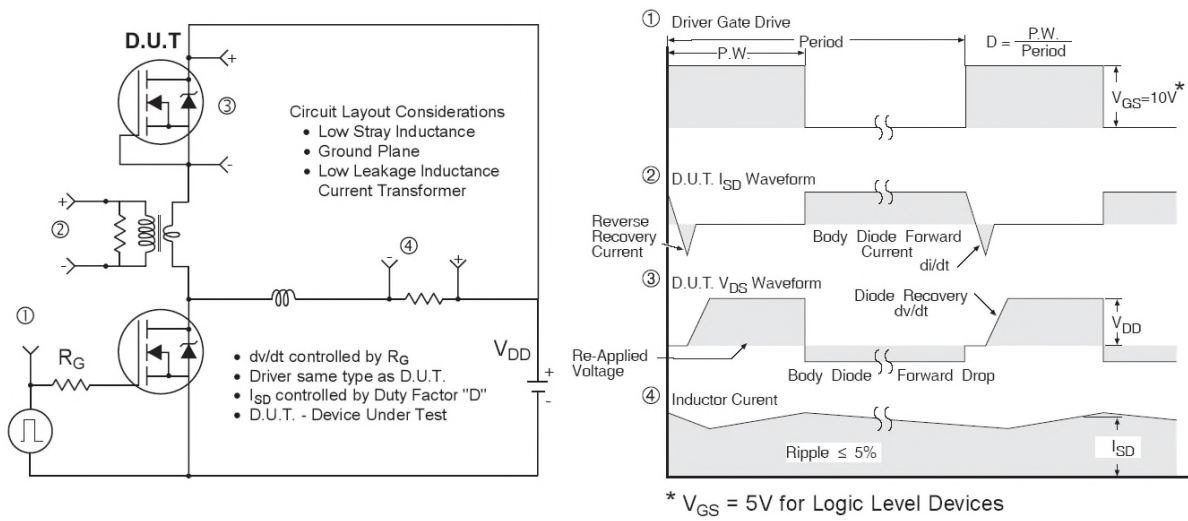 D.U.T
+
③
-
Circuit Layout Considerations
• Low Stray Inductance
• Ground Plane
• Low Leakage Inductance
Current Transformer
+
②
-
④
- +
①
R_G
V_DD
+
-
• dv/dt controlled by R_G
• Driver same type as D.U.T.
• I_SD controlled by Duty Factor "D"
• D.U.T. - Device Under Test
① Driver Gate Drive
P.W.
Period
D = P.W. / Period
V_GS=10V *
② D.U.T. I_SD Waveform
Reverse
Recovery
Current
Body Diode Forward
Current
di/dt
③ D.U.T. V_DS Waveform
Diode Recovery
dv/dt
V_DD
Re-Applied
Voltage
Body Diode Forward Drop
④ Inductor Curent
Ripple ≤ 5%
I_SD
* V_GS = 5V for Logic Level Devices